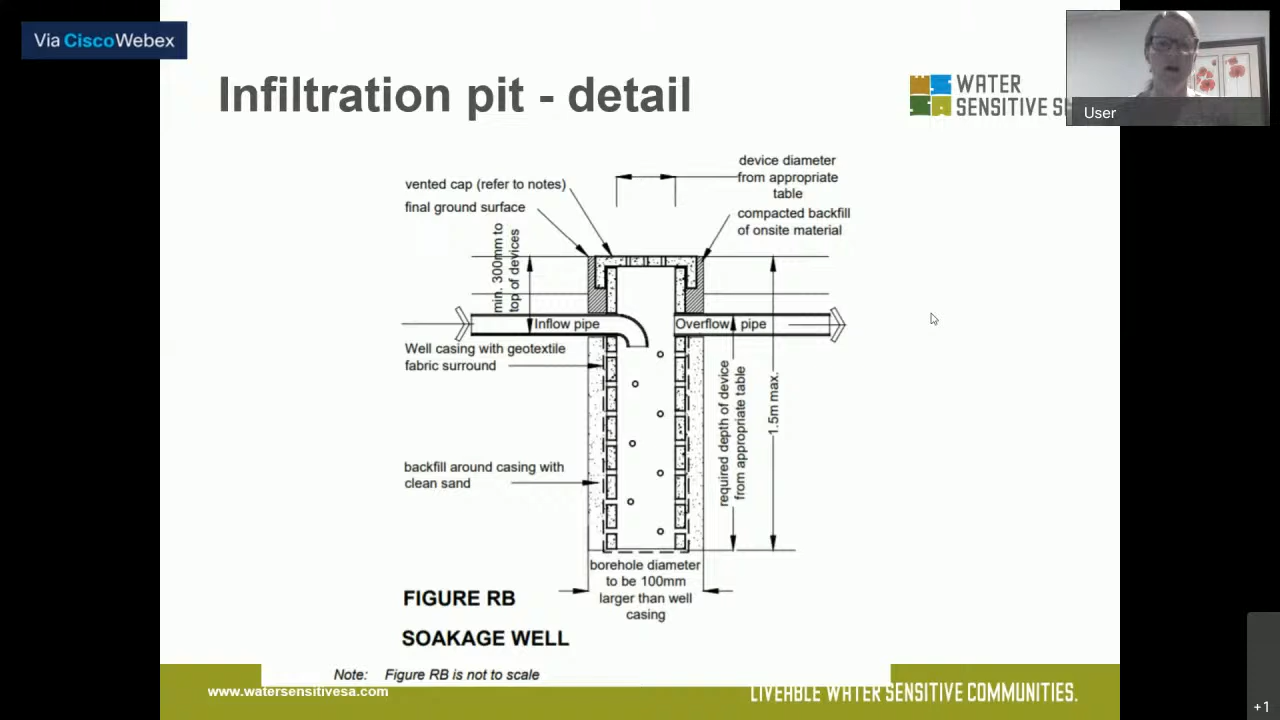 Via CiscoWebex
Infiltration pit - detail
WATER
SENSITIVE
User
device diameter
from appropriate
table
vented cap (refer to notes)
final ground surface
compacted backfill
of onsite material
min. 300mm to
top of devices
Inflow pipe
Overflow pipe
Well casing with geotextile
fabric surround
required depth of device
from appropriate table
1.5m max.
backfill around casing with
clean sand
borehole diameter
to be 100mm
larger than well
casing
FIGURE RB
SOAKAGE WELL
Note: Figure RB is not to scale
www.watersensitivesa.com
LIVEABLE WATER SENSITIVE COMMUNITIES.
+1